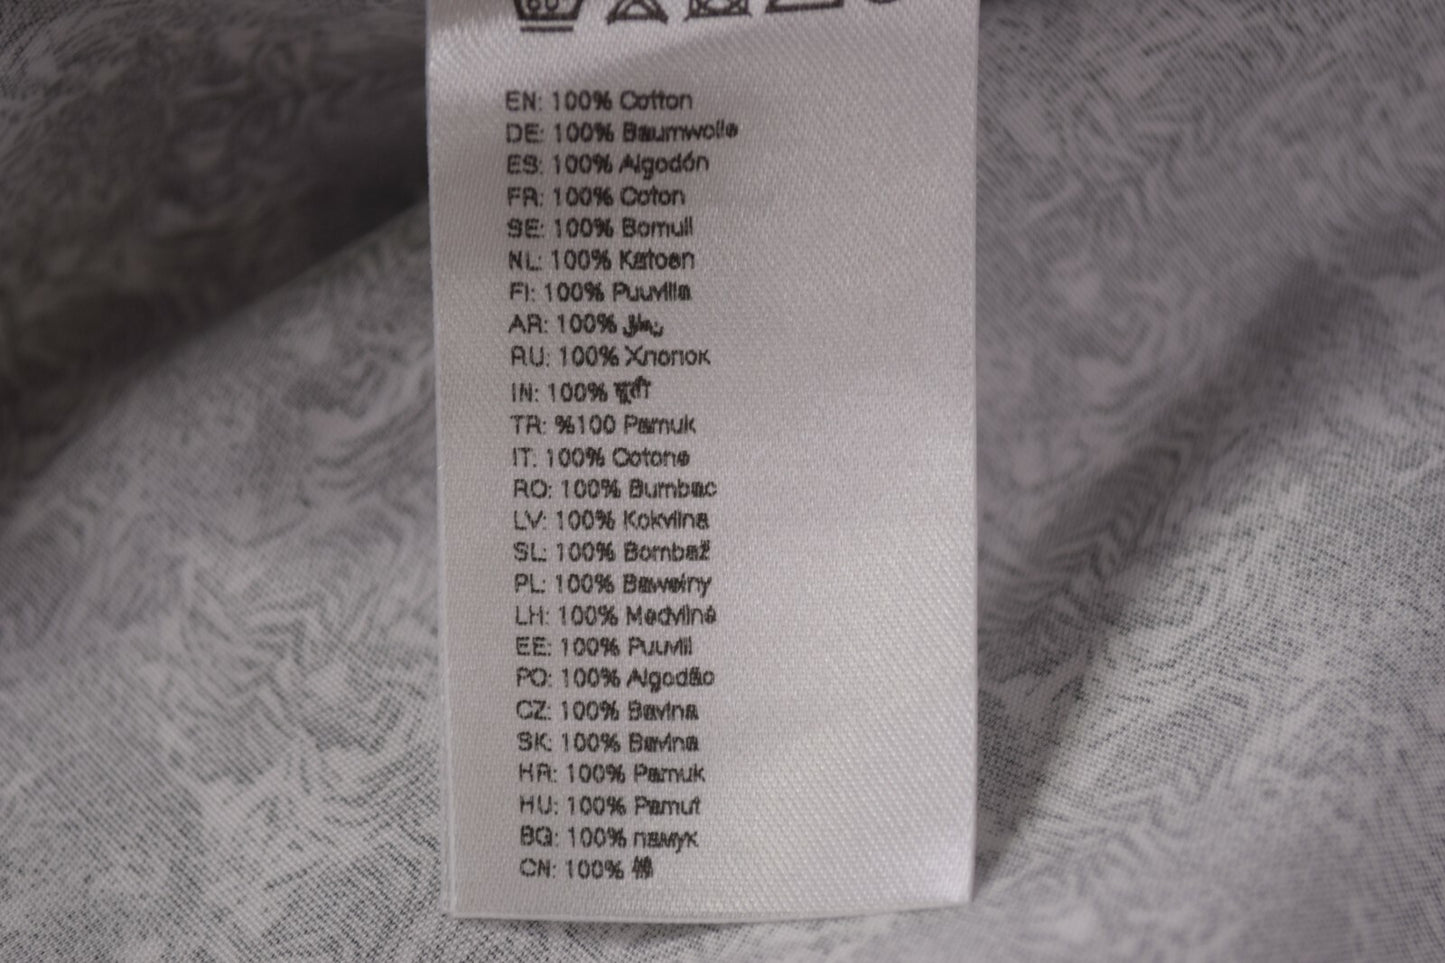 EN: 100% Cotton
DE: 100% Baumwolle
ES: 100% Algodón
FR: 100% Coton
SE: 100% Bomull
NL: 100% Katoen
FI: 100% Puuvilla
AR: 100%
RU: 100% Хлопок
IN: 100%
TR: %100 Pamuk
IT: 100% Cotone
RO: 100% Bumbac
LV: 100% Kokvilna
SL: 100% Bombaž
PL: 100% Bawełny
LH: 100% Medvilnė
EE: 100% Puuvill
PO: 100% Algodão
CZ: 100% Bavlna
SK: 100% Bavlna
HR: 100% Pamuk
HU: 100% Pamut
BG: 100% памук
CN: 100% 棉